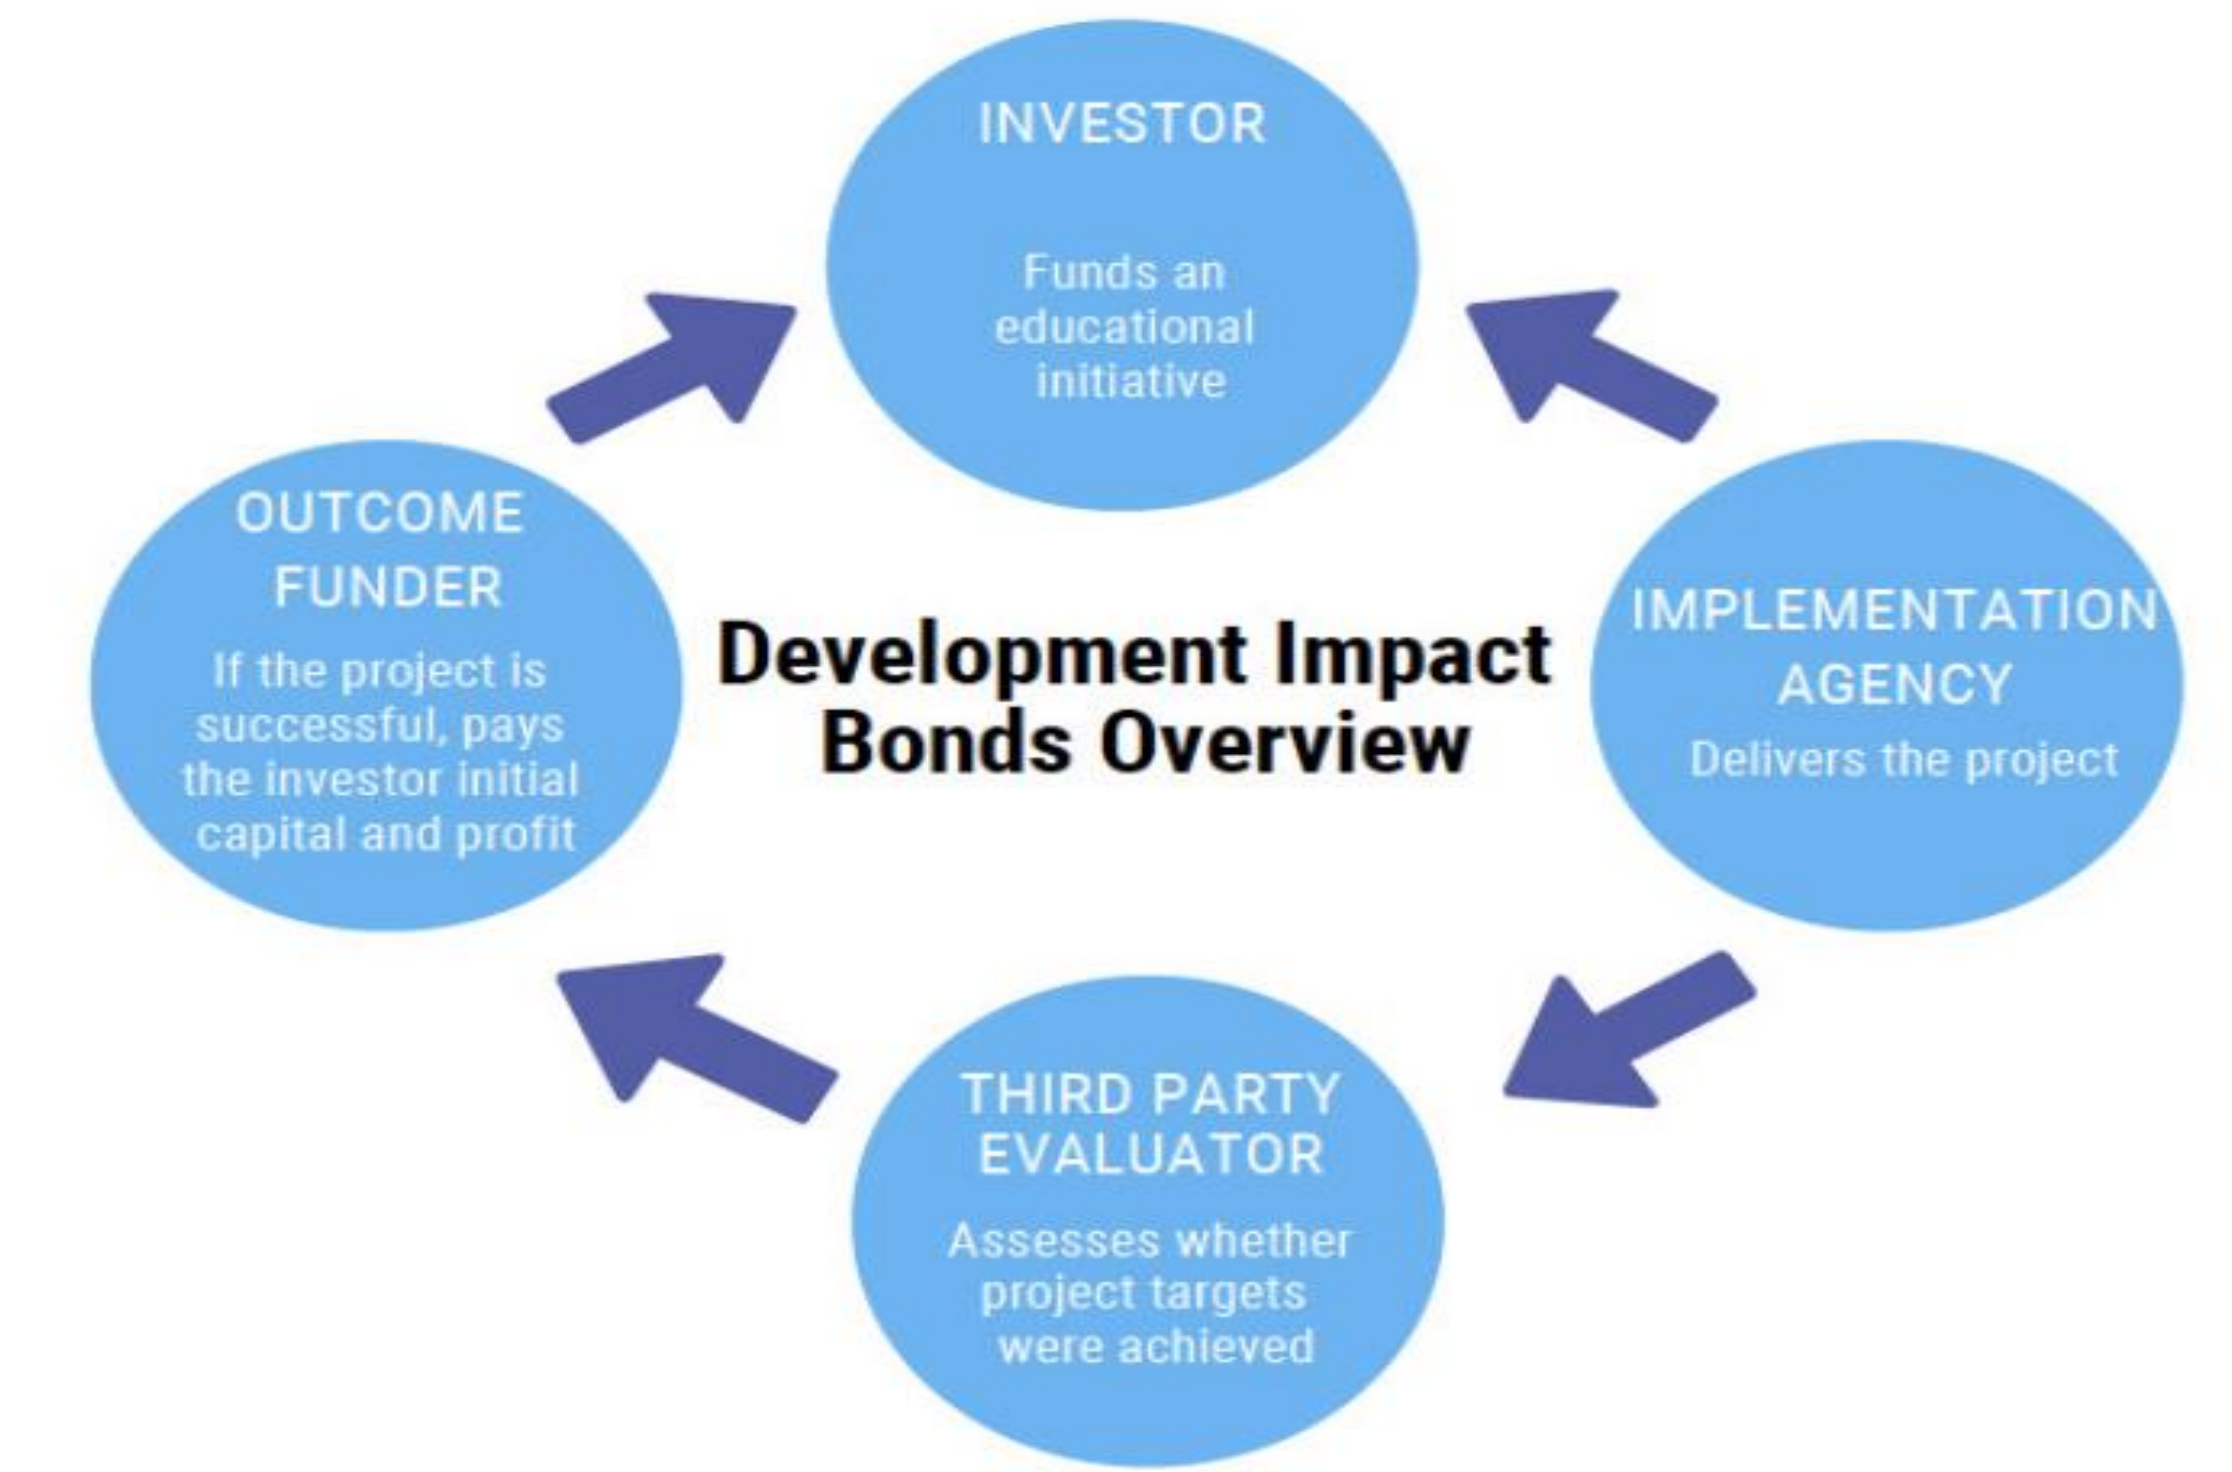 INVESTOR
Funds an
educational
initiative
OUTCOME
FUNDER
If the project is
successful, pays
the investor initial
capital and profit
Development Impact
Bonds Overview
IMPLEMENTATION
AGENCY
Delivers the project
THIRD PARTY
EVALUATOR
Assesses whether
project targets
were achieved